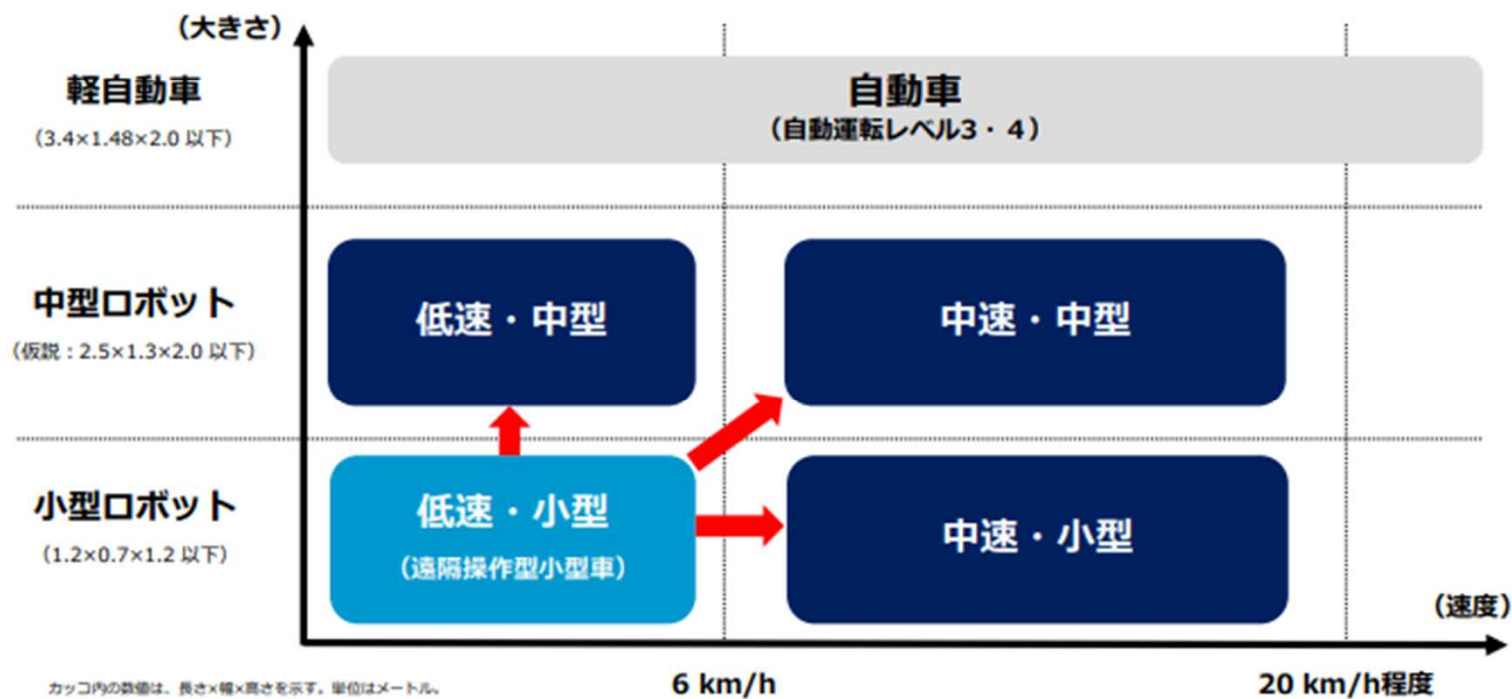 （大きさ）
軽自動車
（3.4×1.48×2.0 以下）
自動車
（自動運転レベル3・４）
中型ロボット
（仮説：2.5×1.3×2.0 以下）
低速・中型
中速・中型
小型ロボット
（1.2×0.7×1.2 以下）
低速・小型
（遠隔操作型小型車）
中速・小型
（速度）
カッコ内の数値は、長さ×幅×高さを示す。単位はメートル。
6 km/h
20 km/h程度